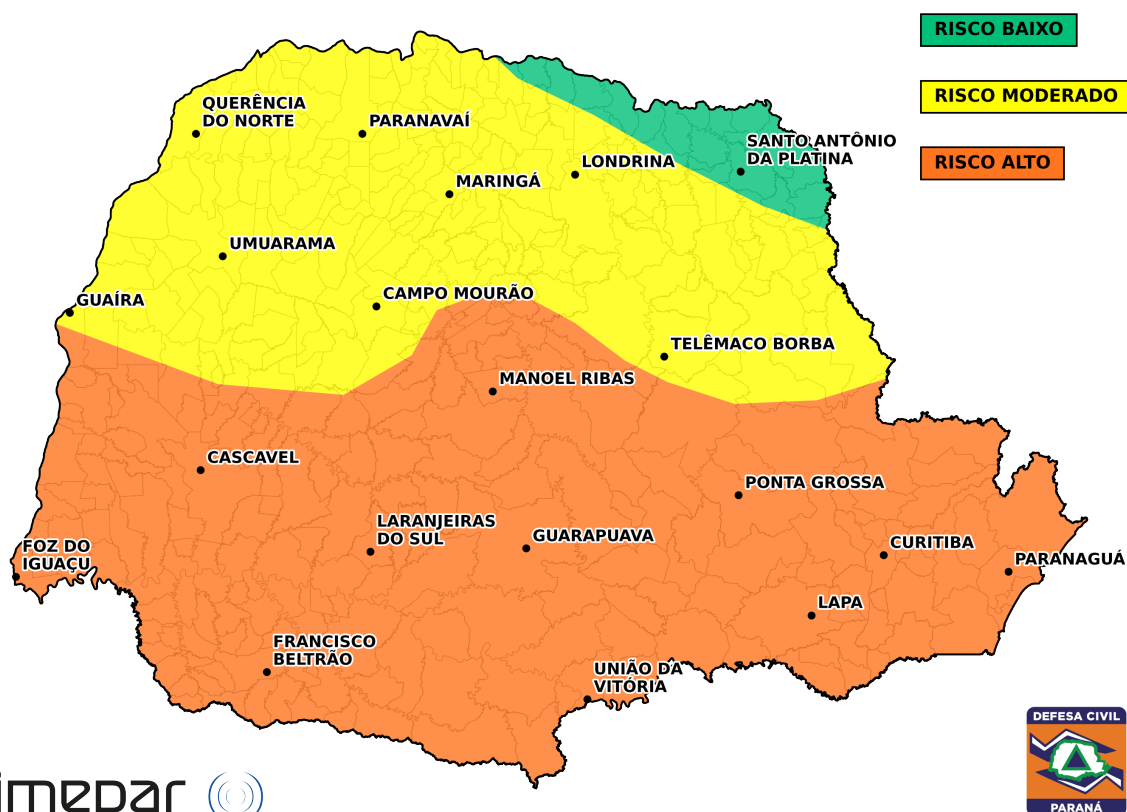 RISCO BAIXO
RISCO MODERADO
RISCO ALTO
QUERÊNCIA
DO NORTE
PARANAVAÍ
LONDRINA
SANTO ANTÔNIO
DA PLATINA
MARINGÁ
UMUARAMA
GUAÍRA
CAMPO MOURÃO
TELÊMACO BORBA
MANOEL RIBAS
CASCAVEL
PONTA GROSSA
LARANJEIRAS
DO SUL
GUARAPUAVA
CURITIBA
FOZ DO
IGUAÇU
PARANAGUÁ
LAPA
FRANCISCO
BELTRÃO
UNIÃO DA
VITÓRIA
DEFESA CIVIL
PARANÁ
imepar